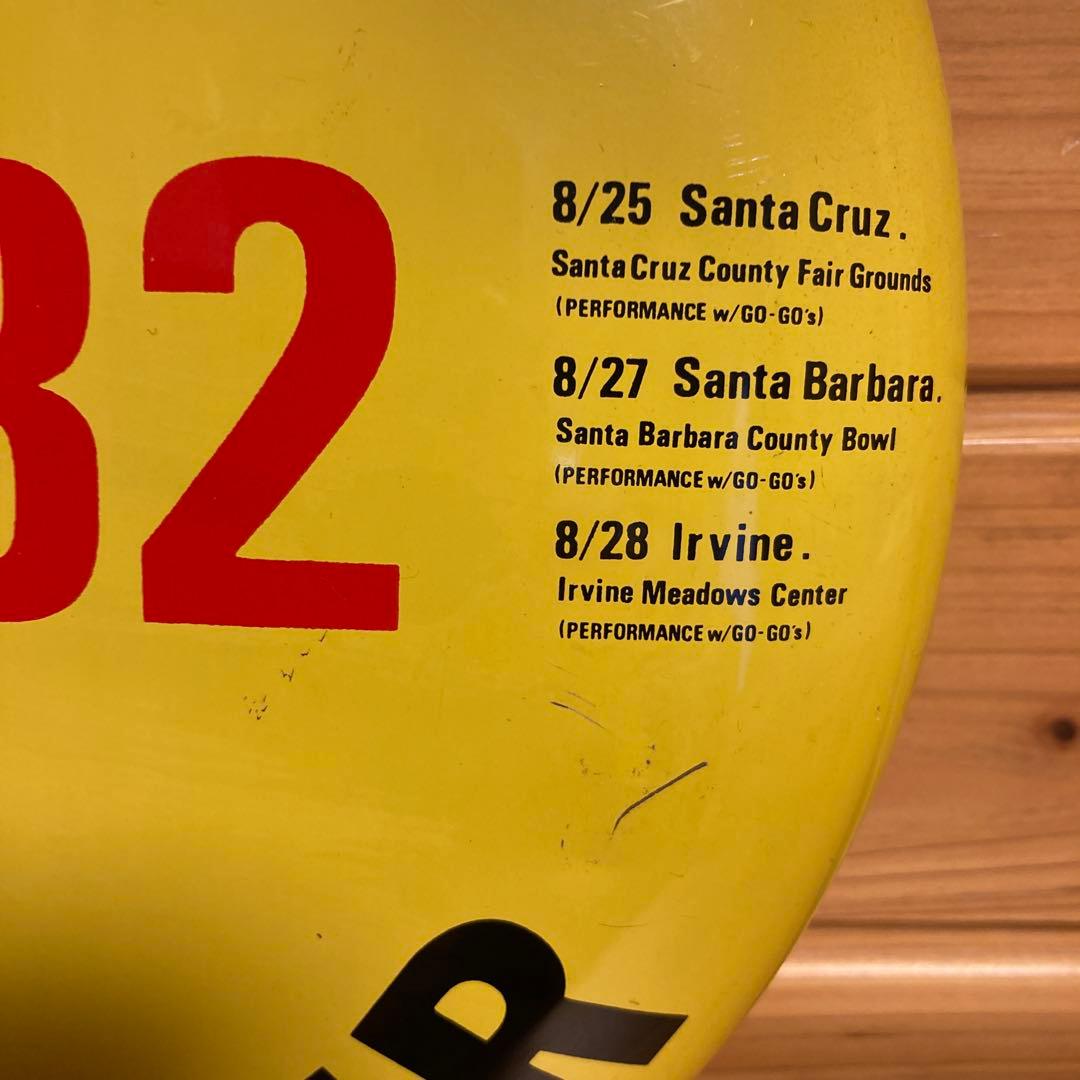 82
8/25 Santa Cruz.
Santa Cruz County Fair Grounds
(PERFORMANCE w/GO-GO's)
8/27 Santa Barbara.
Santa Barbara County Bowl
(PERFORMANCE w/GO-GO's)
8/28 Irvine.
Irvine Meadows Center
(PERFORMANCE w/GO-GO's)
R